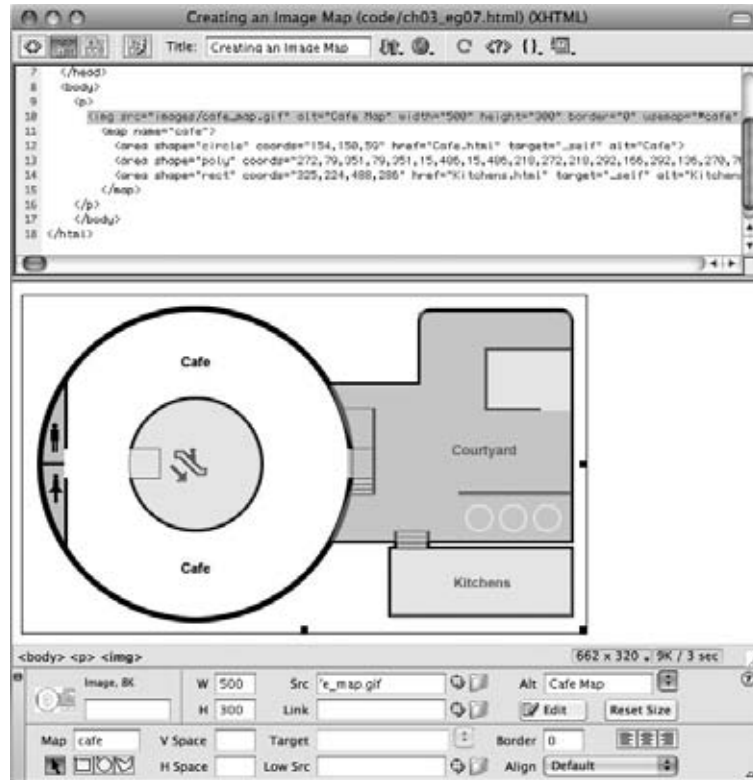 Creating an Image Map (code/ch03_eg07.html) (XHTML)
Title: Creating an Image Map
7 </head>
8 <body>
9 <p>
10 <img src="images/cafe_map.gif" alt="Cafe Map" width="500" height="300" border="0" usemap="#cafe"
11 <map name="cafe">
12 <area shape="circle" coords="154,150,59" href="Cafe.html" target="_self" alt="Cafe">
13 <area shape="poly" coords="272,79,351,79,351,15,486,15,486,218,272,218,292,166,292,136,270,7
14 <area shape="rect" coords="325,224,488,286" href="Kitchens.html" target="_self" alt="Kitchens
15 </map>
16 </p>
17 </body>
18 </html>
Cafe
Courtyard
Cafe
Kitchens
<body> <p> <img>
662 x 320 9K / 3 sec
Image, 8K W 500 Src 'e_map.gif Alt Cafe Map
H 300 Link Edit Reset Size
Map cafe V Space Target Border 0
H Space Low Src Align Default